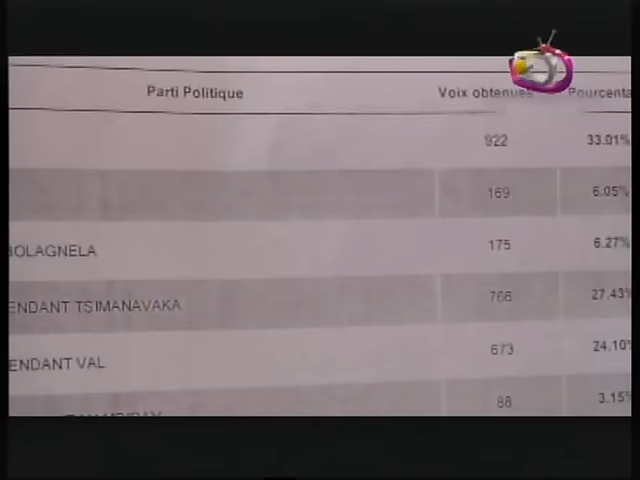 Parti Politique Voix obtenues Pourcenta
922 33.01%
169 6.05%
BOLAGNELA 175 6.27%
ENDANT TSIMANAVAKA 766 27.43%
ENDANT VAL 673 24.10%
88 3.15%